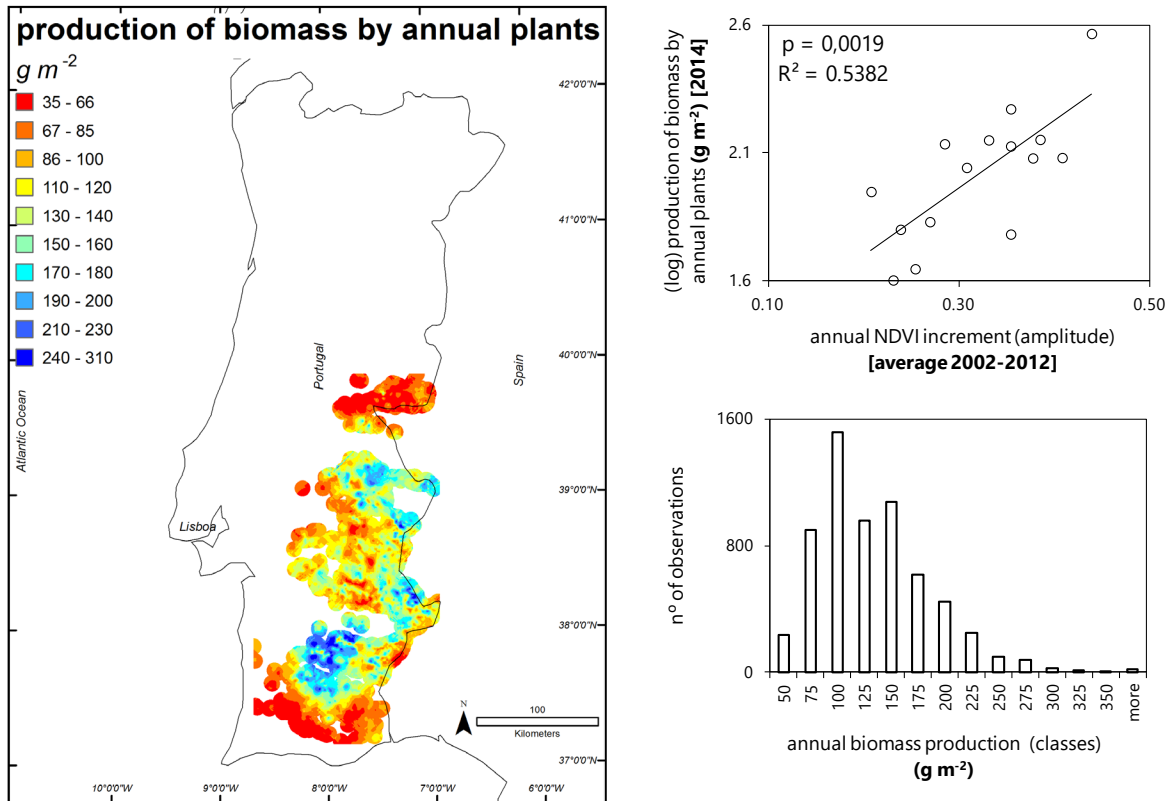 production of biomass by annual plants
g m-2
35 - 66
67 - 85
86 - 100
110 - 120
130 - 140
150 - 160
170 - 180
190 - 200
210 - 230
240 - 310
42°0'0"N
41°0'0"N
40°0'0"N
39°0'0"N
38°0'0"N
37°0'0"N
Atlantic Ocean
Portugal
Spain
Lisboa
N
100
Kilometers
10°0'0"W
9°0'0"W
8°0'0"W
7°0'0"W
6°0'0"W
(log) production of biomass by
annual plants (g m-2) [2014]
2.6
2.1
1.6
p = 0,0019
R² = 0.5382
0.10
0.30
0.50
annual NDVI increment (amplitude)
[average 2002-2012]
nº of observations
1600
800
0
50
75
100
125
150
175
200
225
250
275
300
325
350
more
annual biomass production (classes)
(g m-2)